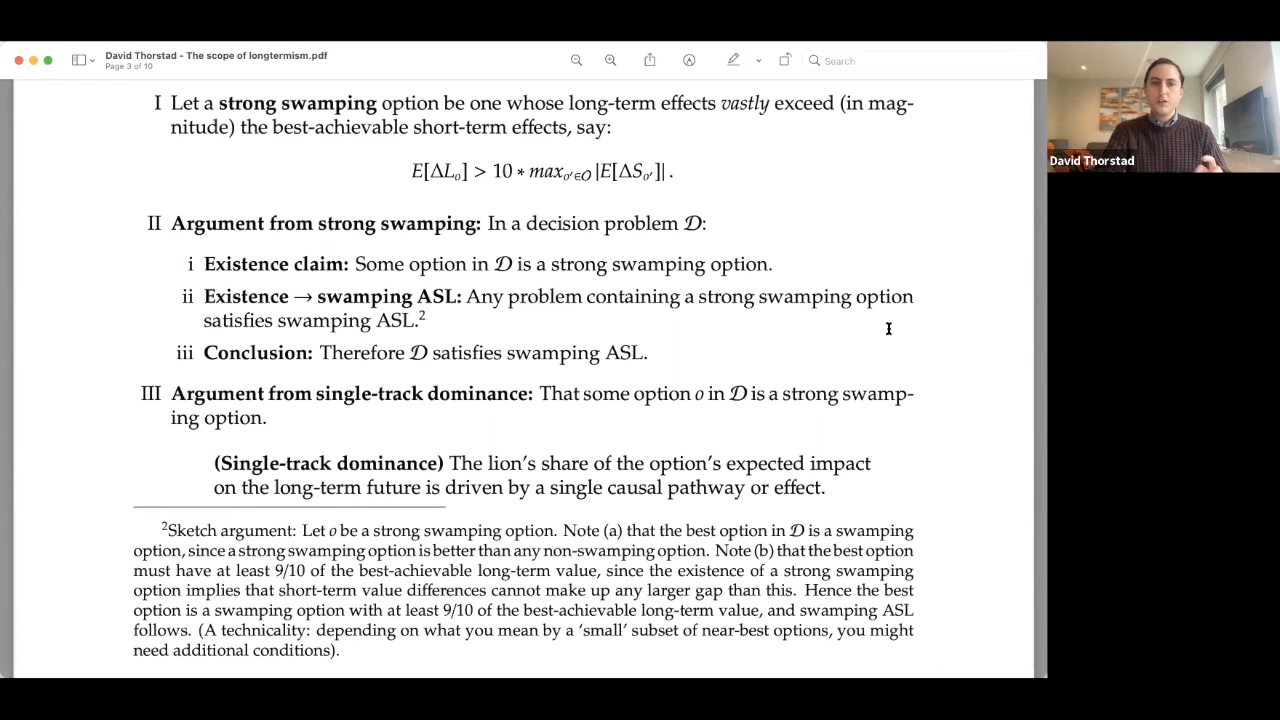 David Thorstad - The scope of longtermism.pdf
Page 3 of 10
Search
I Let a strong swamping option be one whose long-term effects vastly exceed (in mag-
nitude) the best-achievable short-term effects, say:
E[ΔLₒ] > 10 * maxₒ′∈O |E[ΔSₒ′]| .
II Argument from strong swamping: In a decision problem 𝒟:
i Existence claim: Some option in 𝒟 is a strong swamping option.
ii Existence → swamping ASL: Any problem containing a strong swamping option
satisfies swamping ASL.²
iii Conclusion: Therefore 𝒟 satisfies swamping ASL.
III Argument from single-track dominance: That some option o in 𝒟 is a strong swamp-
ing option.
(Single-track dominance) The lion's share of the option's expected impact
on the long-term future is driven by a single causal pathway or effect.
²Sketch argument: Let o be a strong swamping option. Note (a) that the best option in 𝒟 is a swamping
option, since a strong swamping option is better than any non-swamping option. Note (b) that the best option
must have at least 9/10 of the best-achievable long-term value, since the existence of a strong swamping
option implies that short-term value differences cannot make up any larger gap than this. Hence the best
option is a swamping option with at least 9/10 of the best-achievable long-term value, and swamping ASL
follows. (A technicality: depending on what you mean by a 'small' subset of near-best options, you might
need additional conditions).
David Thorstad